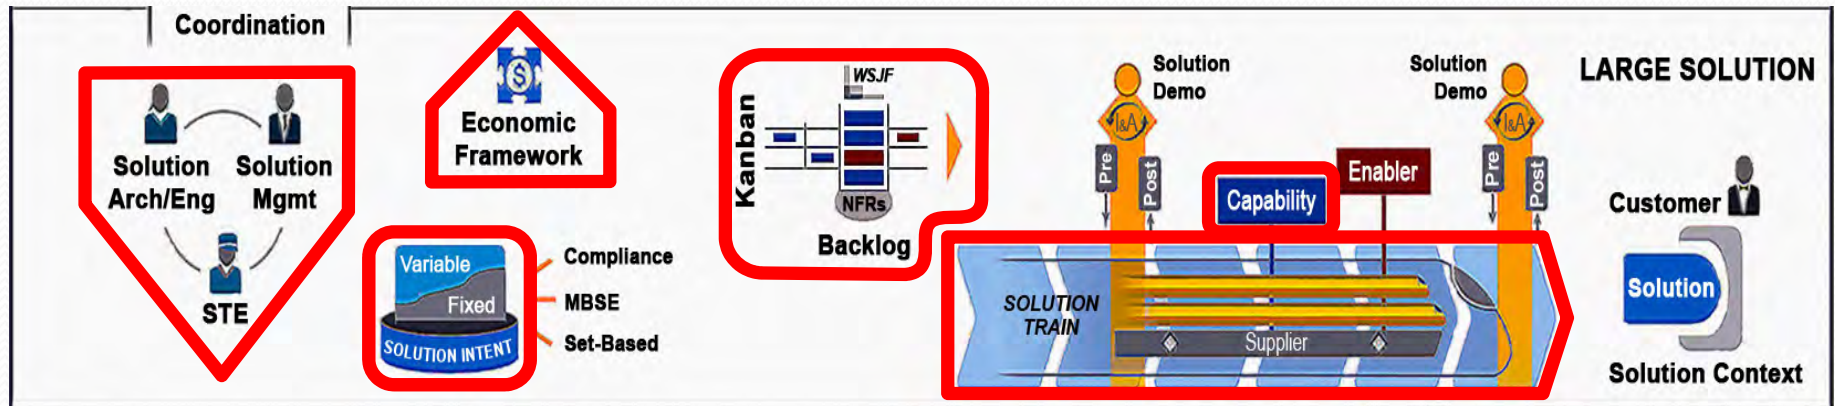 Coordination
Solution
Arch/Eng
Solution
Mgmt
STE
Economic
Framework
Variable
Fixed
SOLUTION INTENT
Compliance
MBSE
Set-Based
Kanban
WSJF
NFRs
Backlog
Solution
Demo
I&A
Pre
Post
Capability
Enabler
Solution
Demo
I&A
Pre
Post
SOLUTION
TRAIN
Supplier
LARGE SOLUTION
Customer
Solution
Solution Context